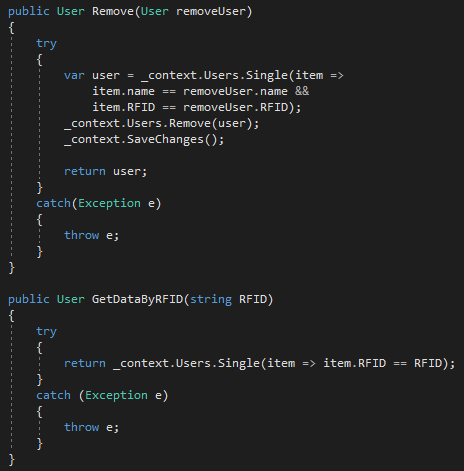 public User Remove(User removeUser)
{
    try
    {
        var user = _context.Users.Single(item =>
            item.name == removeUser.name &&
            item.RFID == removeUser.RFID);
        _context.Users.Remove(user);
        _context.SaveChanges();

        return user;
    }
    catch(Exception e)
    {
        throw e;
    }
}

public User GetDataByRFID(string RFID)
{
    try
    {
        return _context.Users.Single(item => item.RFID == RFID);
    }
    catch (Exception e)
    {
        throw e;
    }
}